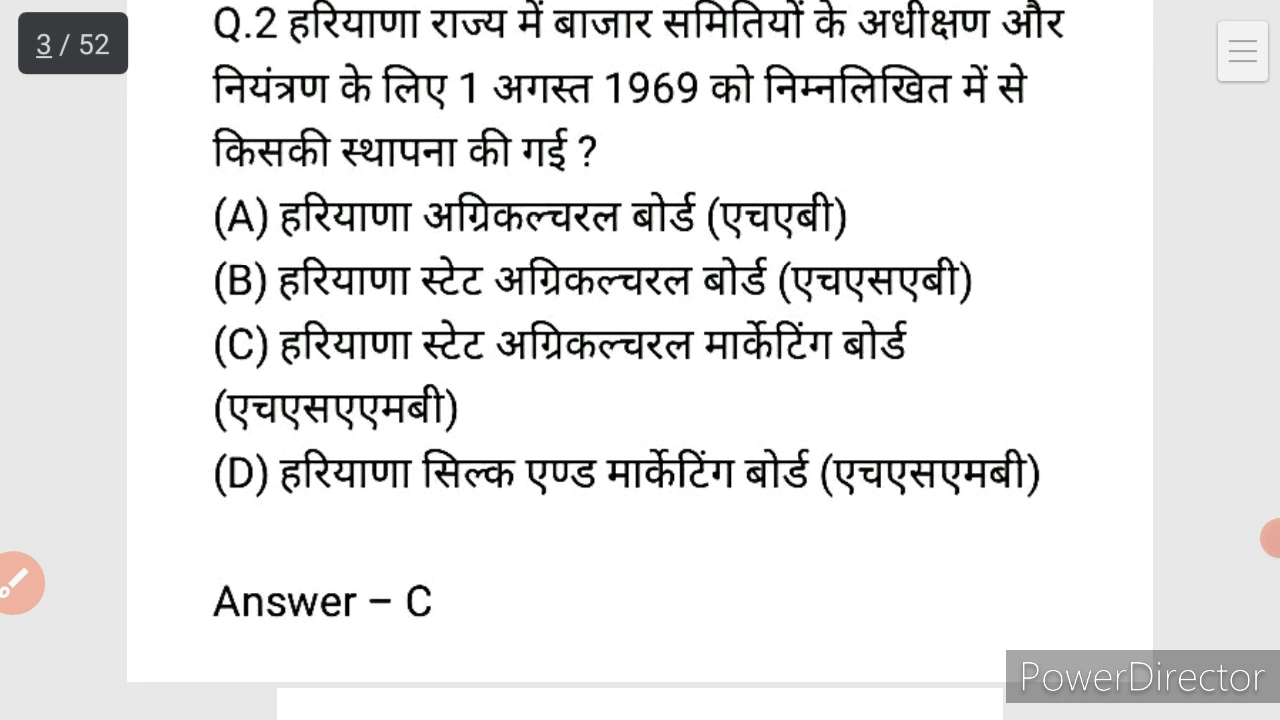 3 / 52
Q.2 हरियाणा राज्य में बाजार समितियों के अधीक्षण और
नियंत्रण के लिए 1 अगस्त 1969 को निम्नलिखित में से
किसकी स्थापना की गई ?
(A) हरियाणा अग्रिकल्चरल बोर्ड (एचएबी)
(B) हरियाणा स्टेट अग्रिकल्चरल बोर्ड (एचएसएबी)
(C) हरियाणा स्टेट अग्रिकल्चरल मार्केटिंग बोर्ड
(एचएसएएमबी)
(D) हरियाणा सिल्क एण्ड मार्केटिंग बोर्ड (एचएसएमबी)
Answer – C
PowerDirector